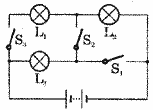 L₁ L₂
S₃ S₂
L₃ S₁